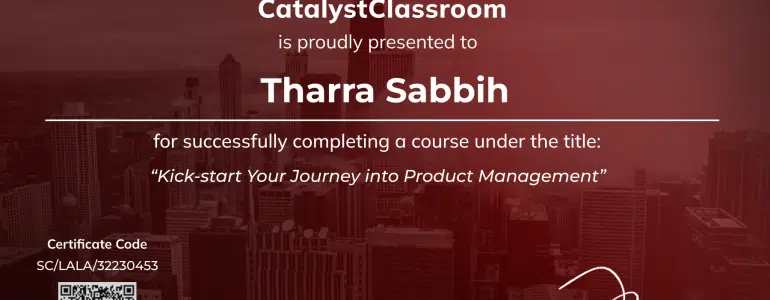 CatalystClassroom
is proudly presented to
Tharra Sabbih
for successfully completing a course under the title:
“Kick-start Your Journey into Product Management”
Certificate Code
SC/LALA/32230453